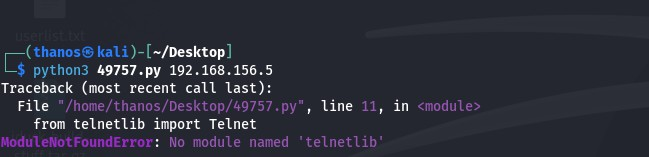 userlist.txt
┌──(thanos㉿kali)-[~/Desktop]
└─$ python3 49757.py 192.168.156.5
Traceback (most recent call last):
  File "/home/thanos/Desktop/49757.py", line 11, in <module>
    from telnetlib import Telnet
ModuleNotFoundError: No module named 'telnetlib'